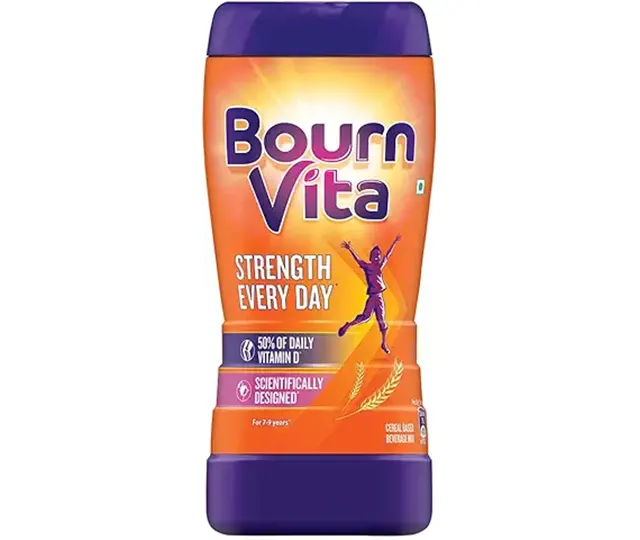 Bourn
Vita
STRENGTH
EVERY DAY*
50% OF DAILY
VITAMIN D*
SCIENTIFICALLY
DESIGNED*
For 7-9 years*
CEREAL BASED
BEVERAGE MIX